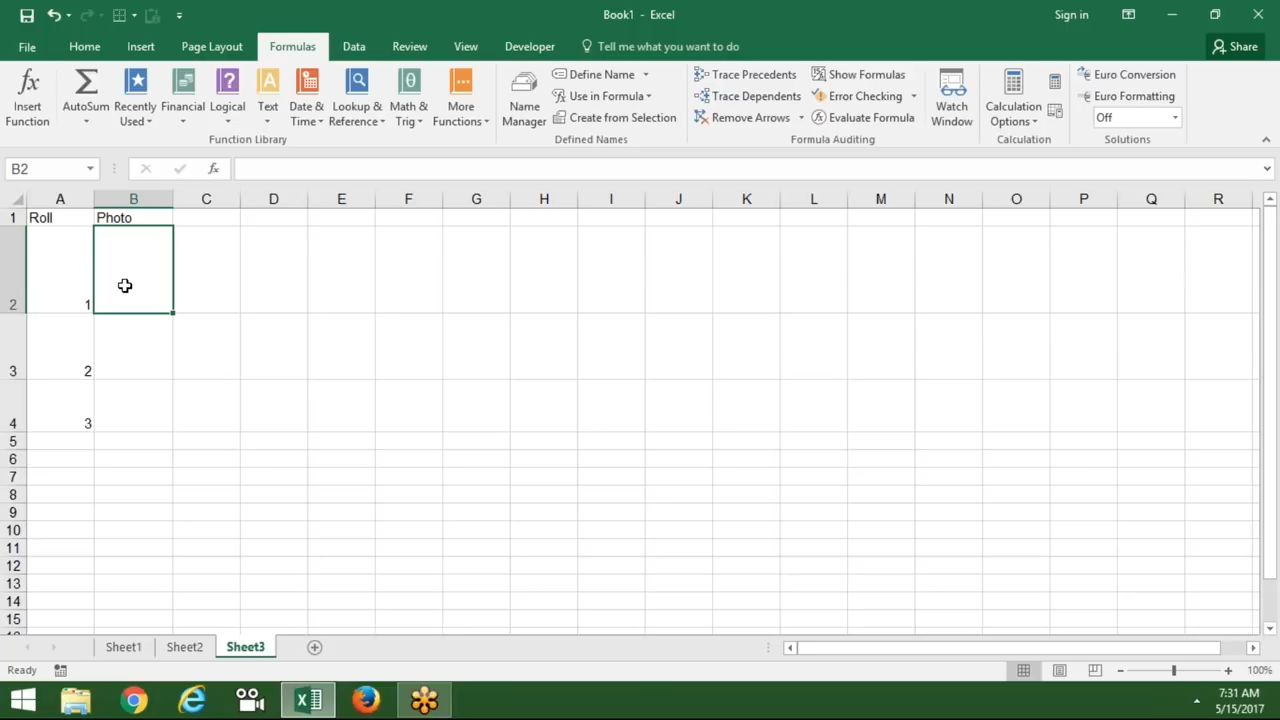 Book1 - Excel
Sign in
File Home Insert Page Layout Formulas Data Review View Developer Tell me what you want to do Share
Insert Function
AutoSum
Recently Used
Financial
Logical
Text
Date & Time
Lookup & Reference
Math & Trig
More Functions
Function Library
Name Manager
Define Name
Use in Formula
Create from Selection
Defined Names
Trace Precedents
Trace Dependents
Remove Arrows
Show Formulas
Error Checking
Evaluate Formula
Formula Auditing
Watch Window
Calculation Options
Calculation
Euro Conversion
Euro Formatting
Off
Solutions
B2
fx
A B C D E F G H I J K L M N O P Q R
1 Roll Photo
2 1
3 2
4 3
5
6
7
8
9
10
11
12
13
14
15
Sheet1 Sheet2 Sheet3
Ready
100%
7:31 AM
5/15/2017